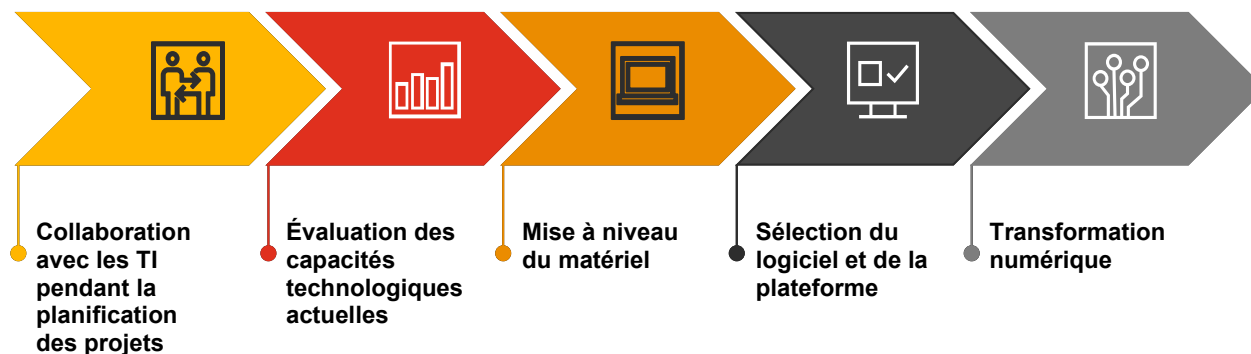 Collaboration
avec les TI
pendant la
planification
des projets
Évaluation des
capacités
technologiques
actuelles
Mise à niveau
du matériel
Sélection du
logiciel et de la
plateforme
Transformation
numérique